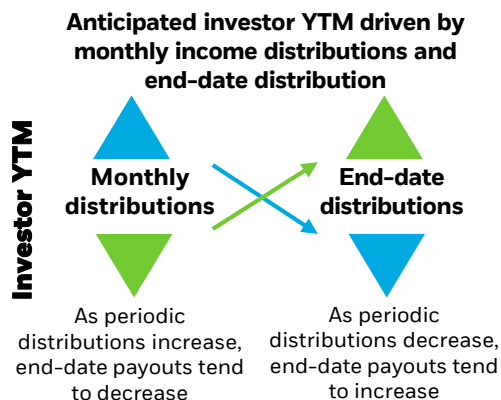 Anticipated investor YTM driven by
monthly income distributions and
end-date distribution
Investor YTM
Monthly
distributions
End-date
distributions
As periodic
distributions increase,
end-date payouts tend
to decrease
As periodic
distributions decrease,
end-date payouts tend
to increase